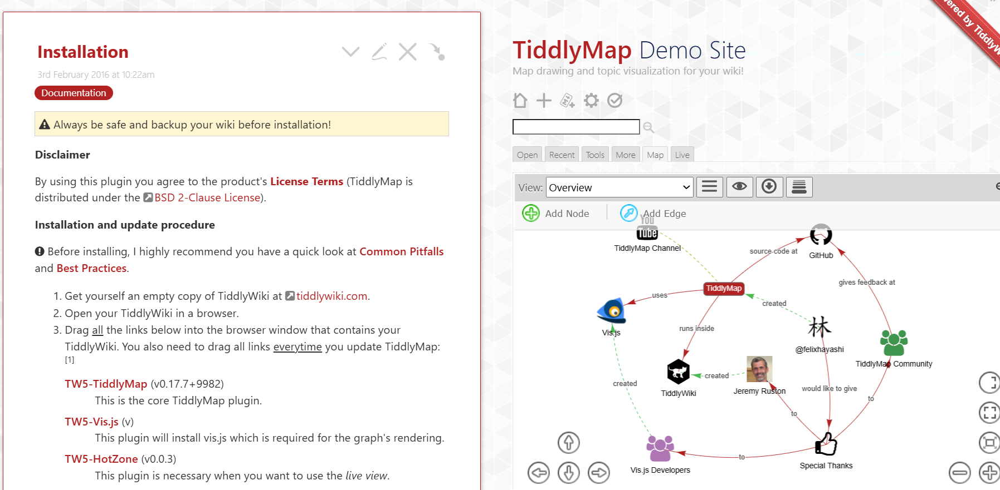 Installation
3rd February 2016 at 10:22am
Documentation
Always be safe and backup your wiki before installation!
Disclaimer
By using this plugin you agree to the product's License Terms (TiddlyMap is
distributed under the BSD 2-Clause License).
Installation and update procedure
Before installing, I highly recommend you have a quick look at Common Pitfalls
and Best Practices.
1. Get yourself an empty copy of TiddlyWiki at tiddlywiki.com.
2. Open your TiddlyWiki in a browser.
3. Drag all the links below into the browser window that contains your
TiddlyWiki. You also need to drag all links everytime you update TiddlyMap:
[1]
TW5-TiddlyMap (v0.17.7+9982)
This is the core TiddlyMap plugin.
TW5-Vis.js (v)
This plugin will install vis.js which is required for the graph's rendering.
TW5-HotZone (v0.0.3)
This plugin is necessary when you want to use the live view.
ered by TiddlyW
TiddlyMap Demo Site
Map drawing and topic visualization for your wiki!
M
Open Recent Tools More Map Live
View: Overview
Add Node Add Edge
You
Tube
TiddlyMap Channel
source code at
GitHub
TiddlyMap
gives feedback at
uses
created
Vis.js
runs inside
林
@felixhayashi
TiddlyMap Community
created
created
TiddlyWiki
Jeremy Ruston
would like to give
to
to
to
Vis.js Developers
Special Thanks